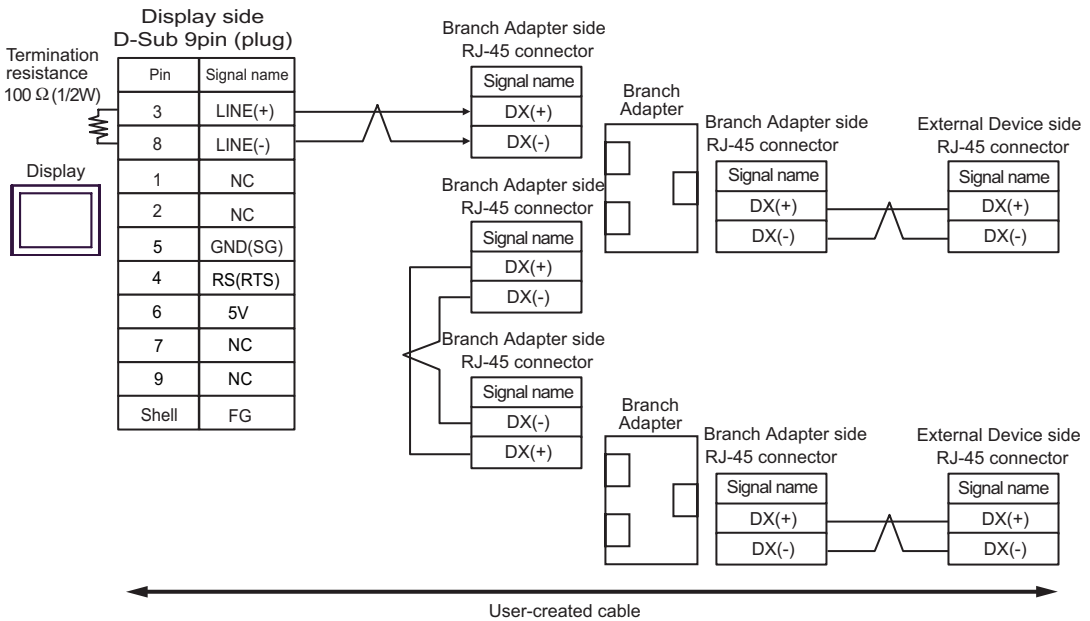 Display side
D-Sub 9pin (plug)
Termination
resistance
100 Ω (1/2W)
Display
Pin Signal name
3 LINE(+)
8 LINE(-)
1 NC
2 NC
5 GND(SG)
4 RS(RTS)
6 5V
7 NC
9 NC
Shell FG
Branch Adapter side
RJ-45 connector
Signal name
DX(+)
DX(-)
Branch
Adapter
Branch Adapter side
RJ-45 connector
Signal name
DX(+)
DX(-)
External Device side
RJ-45 connector
Signal name
DX(+)
DX(-)
Branch Adapter side
RJ-45 connector
Signal name
DX(+)
DX(-)
Branch Adapter side
RJ-45 connector
Signal name
DX(-)
DX(+)
Branch
Adapter
Branch Adapter side
RJ-45 connector
Signal name
DX(+)
DX(-)
External Device side
RJ-45 connector
Signal name
DX(+)
DX(-)
User-created cable